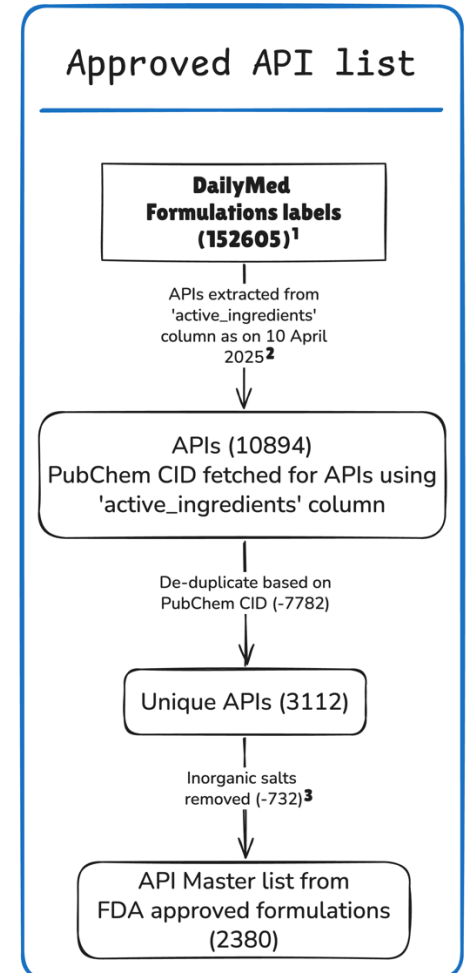 Approved API list
DailyMed
Formulations labels
(152605)¹
APIs extracted from
'active_ingredients'
column as on 10 April
2025²
APIs (10894)
PubChem CID fetched for APIs using
'active_ingredients' column
De-duplicate based on
PubChem CID (-7782)
Unique APIs (3112)
Inorganic salts
removed (-732)³
API Master list from
FDA approved formulations
(2380)